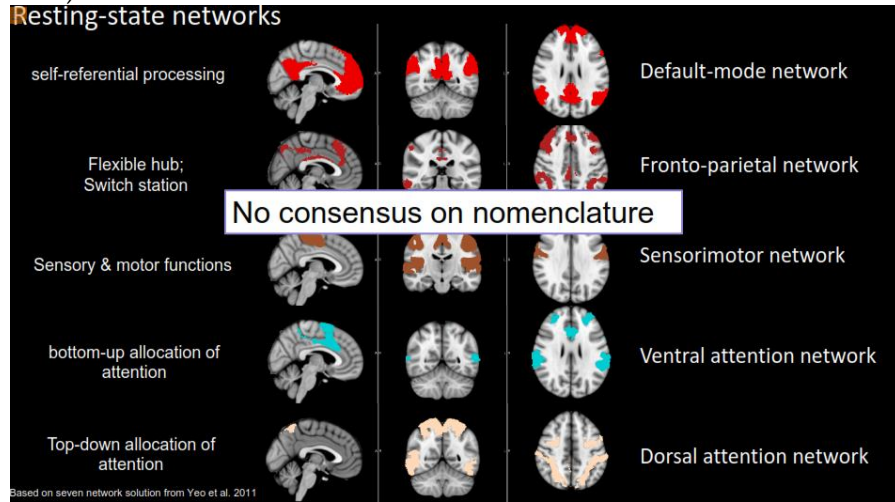 Resting-state networks
self-referential processing
Default-mode network
Flexible hub;
Switch station
Fronto-parietal network
No consensus on nomenclature
Sensory & motor functions
Sensorimotor network
bottom-up allocation of
attention
Ventral attention network
Top-down allocation of
attention
Dorsal attention network
Based on seven network solution from Yeo et al. 2011